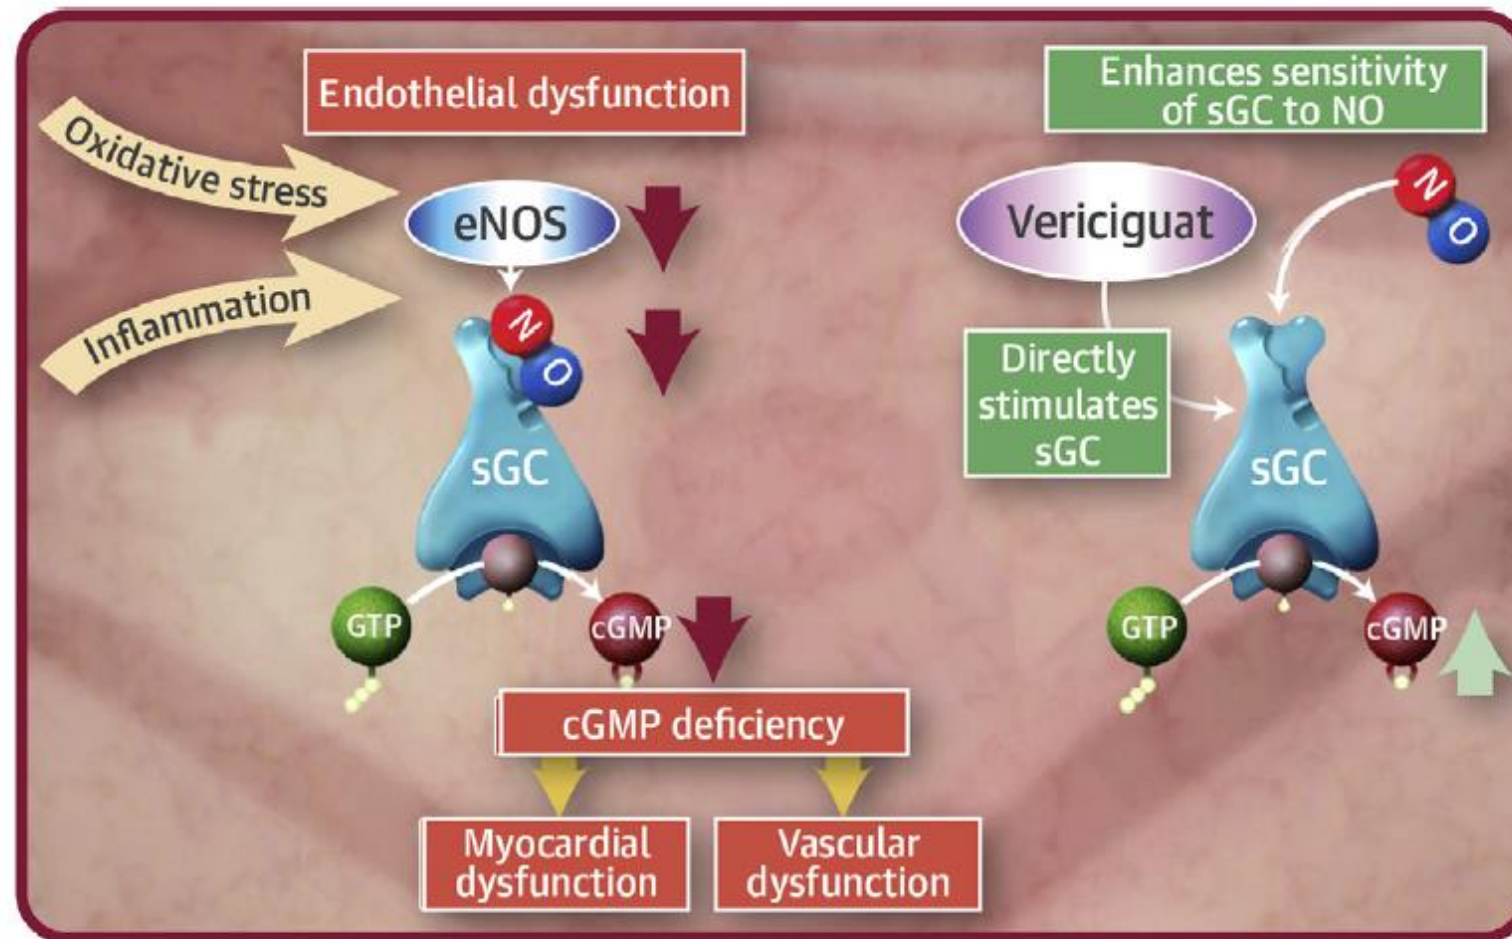 Endothelial dysfunction
Oxidative stress
Inflammation
eNOS
N
O
sGC
GTP
cGMP
cGMP deficiency
Myocardial
dysfunction
Vascular
dysfunction
Enhances sensitivity
of sGC to NO
Vericiguat
N
O
Directly
stimulates
sGC
sGC
GTP
cGMP